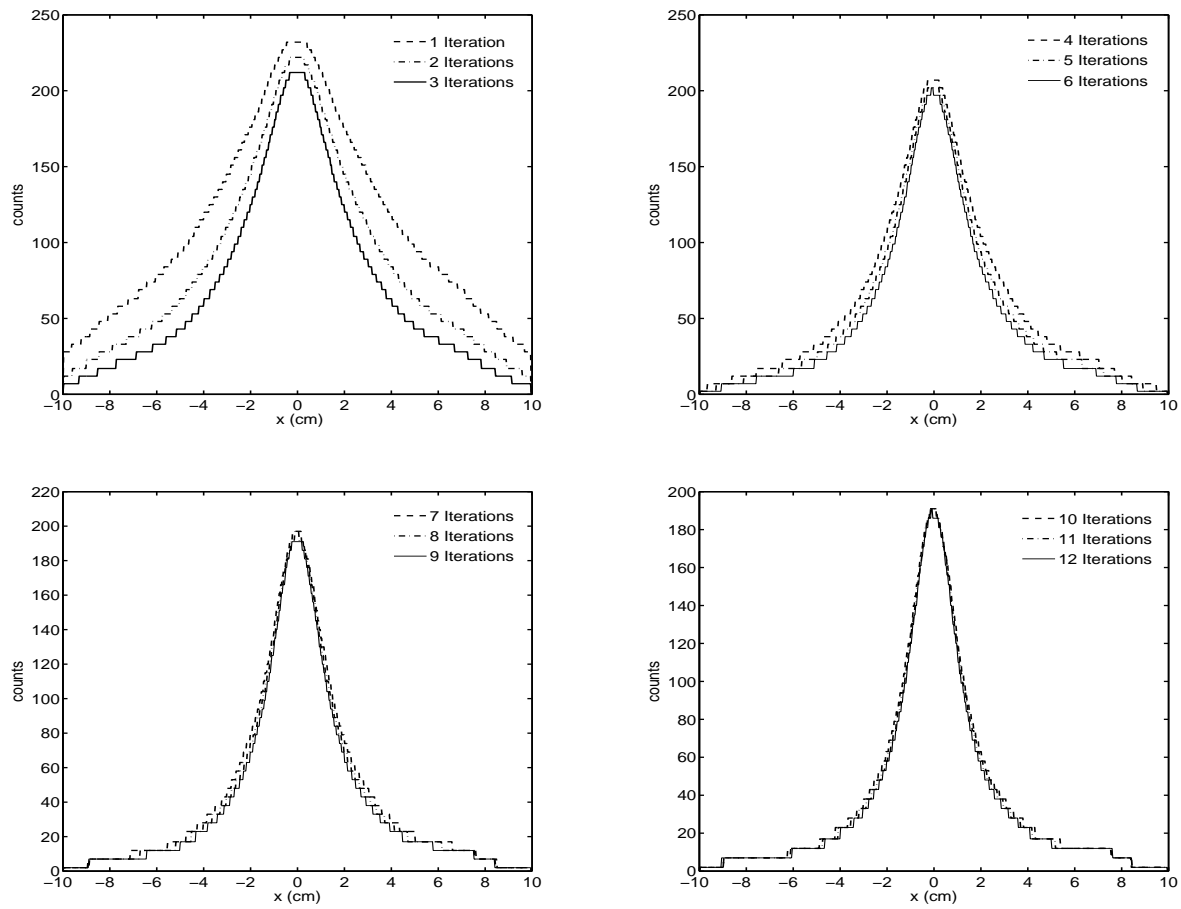 250
200
150
100
50
0
counts
−10 −8 −6 −4 −2 0 2 4 6 8 10
x (cm)
1 Iteration
2 Iterations
3 Iterations
250
200
150
100
50
0
counts
−10 −8 −6 −4 −2 0 2 4 6 8 10
x (cm)
4 Iterations
5 Iterations
6 Iterations
220
200
180
160
140
120
100
80
60
40
20
0
counts
−10 −8 −6 −4 −2 0 2 4 6 8 10
x (cm)
7 Iterations
8 Iterations
9 Iterations
200
180
160
140
120
100
80
60
40
20
0
counts
−10 −8 −6 −4 −2 0 2 4 6 8 10
x (cm)
10 Iterations
11 Iterations
12 Iterations